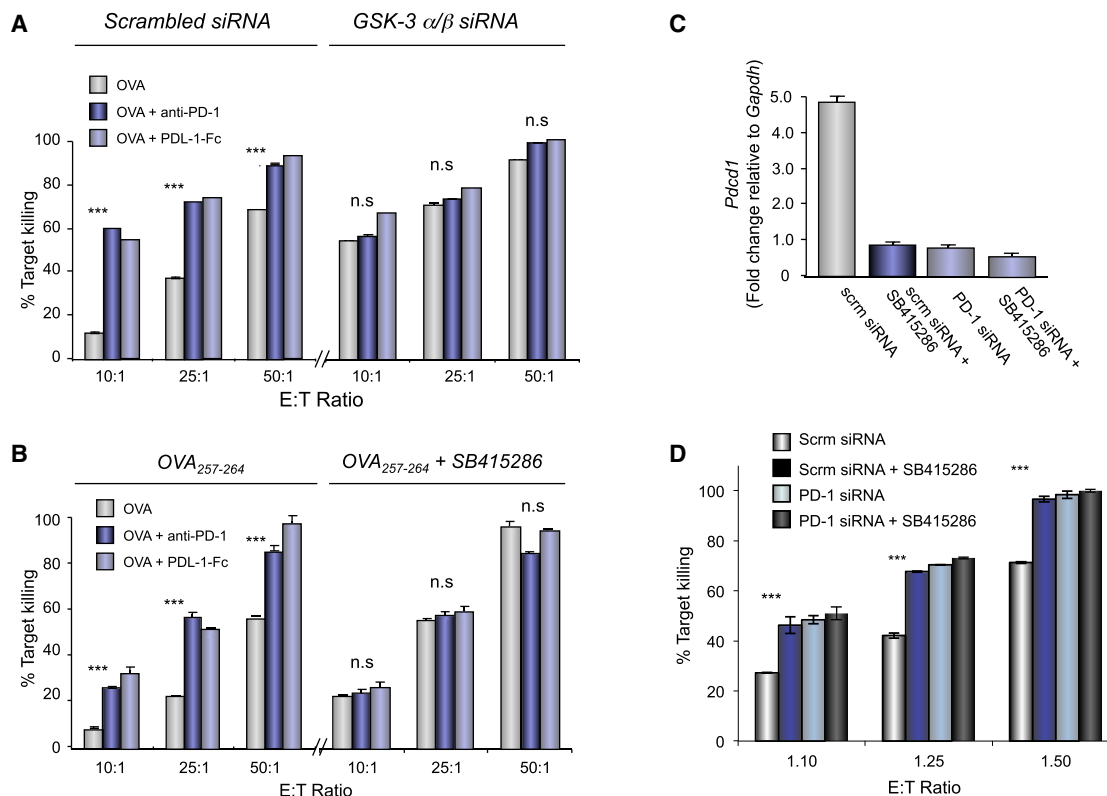 A
Scrambled siRNA
GSK-3 α/β siRNA
OVA
OVA + anti-PD-1
OVA + PDL-1-Fc
% Target killing
100
80
60
40
20
0
***
***
***
n.s
n.s
n.s
10:1
25:1
50:1
10:1
25:1
50:1
E:T Ratio
C
Pdcd1
(Fold change relative to Gapdh)
5.0
4.0
3.0
2.0
1.0
0
scrm siRNA
scrm siRNA +
SB415286
PD-1 siRNA
PD-1 siRNA +
SB415286
B
OVA257-264
OVA257-264 + SB415286
OVA
OVA + anti-PD-1
OVA + PDL-1-Fc
% Target killing
100
80
60
40
20
0
***
***
***
n.s
n.s
n.s
10:1
25:1
50:1
10:1
25:1
50:1
E:T Ratio
D
Scrm siRNA
Scrm siRNA + SB415286
PD-1 siRNA
PD-1 siRNA + SB415286
% Target killing
100
80
60
40
20
0
***
***
***
1.10
1.25
1.50
E:T Ratio